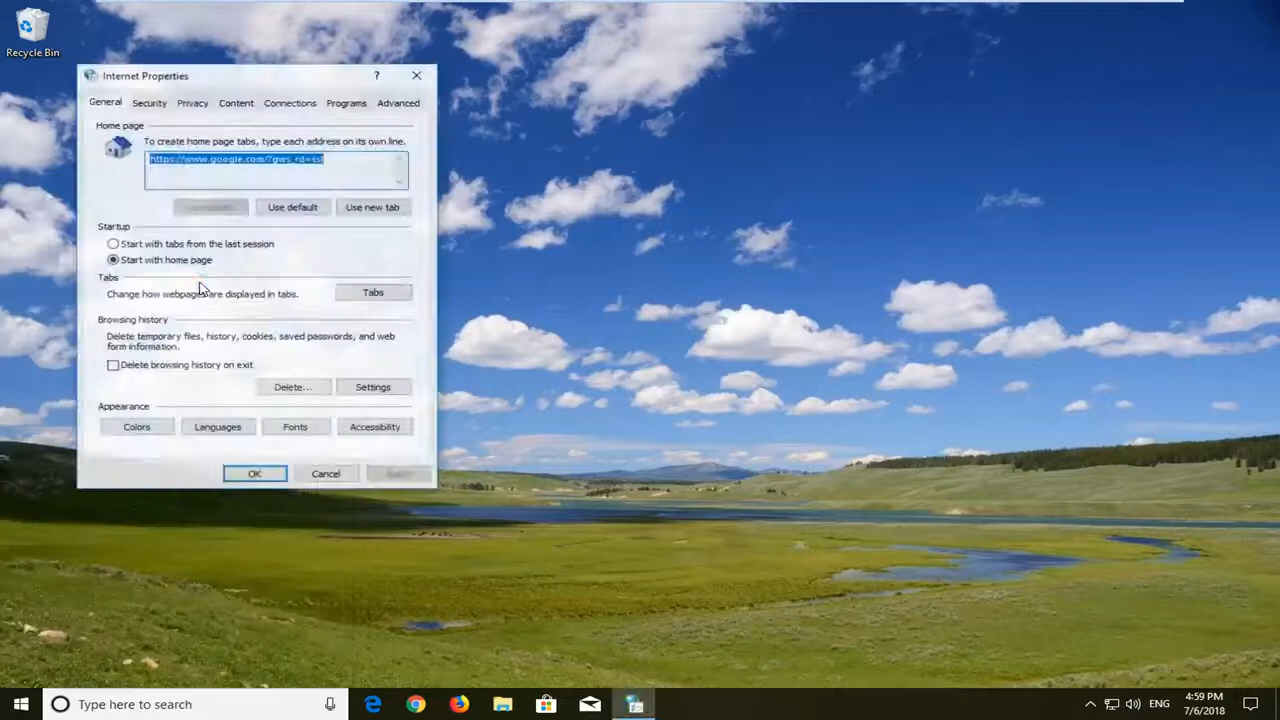 Recycle Bin
Internet Properties
?
General Security Privacy Content Connections Programs Advanced
Home page
To create home page tabs, type each address on its own line.
https://www.google.com/?gws_rd=ssl
Use default Use new tab
Startup
Start with tabs from the last session
Start with home page
Tabs
Change how webpages are displayed in tabs.
Tabs
Browsing history
Delete temporary files, history, cookies, saved passwords, and web
form information.
Delete browsing history on exit
Delete... Settings
Appearance
Colors Languages Fonts Accessibility
OK Cancel
Type here to search
ENG
4:59 PM
7/6/2018